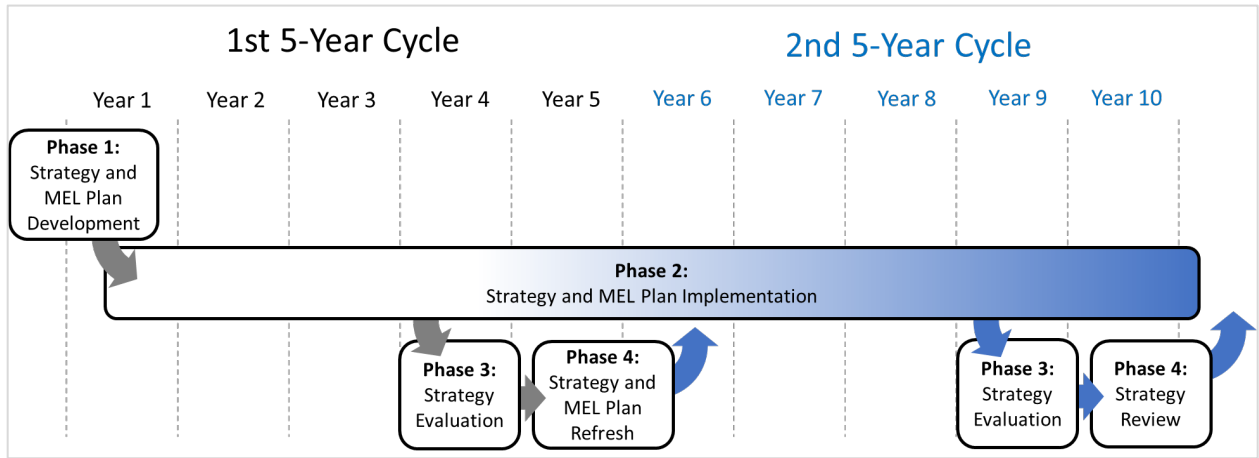 1st 5-Year Cycle
2nd 5-Year Cycle
Year 1
Year 2
Year 3
Year 4
Year 5
Year 6
Year 7
Year 8
Year 9
Year 10
Phase 1:
Strategy and
MEL Plan
Development
Phase 2:
Strategy and MEL Plan Implementation
Phase 3:
Strategy
Evaluation
Phase 4:
Strategy and
MEL Plan
Refresh
Phase 3:
Strategy
Evaluation
Phase 4:
Strategy
Review